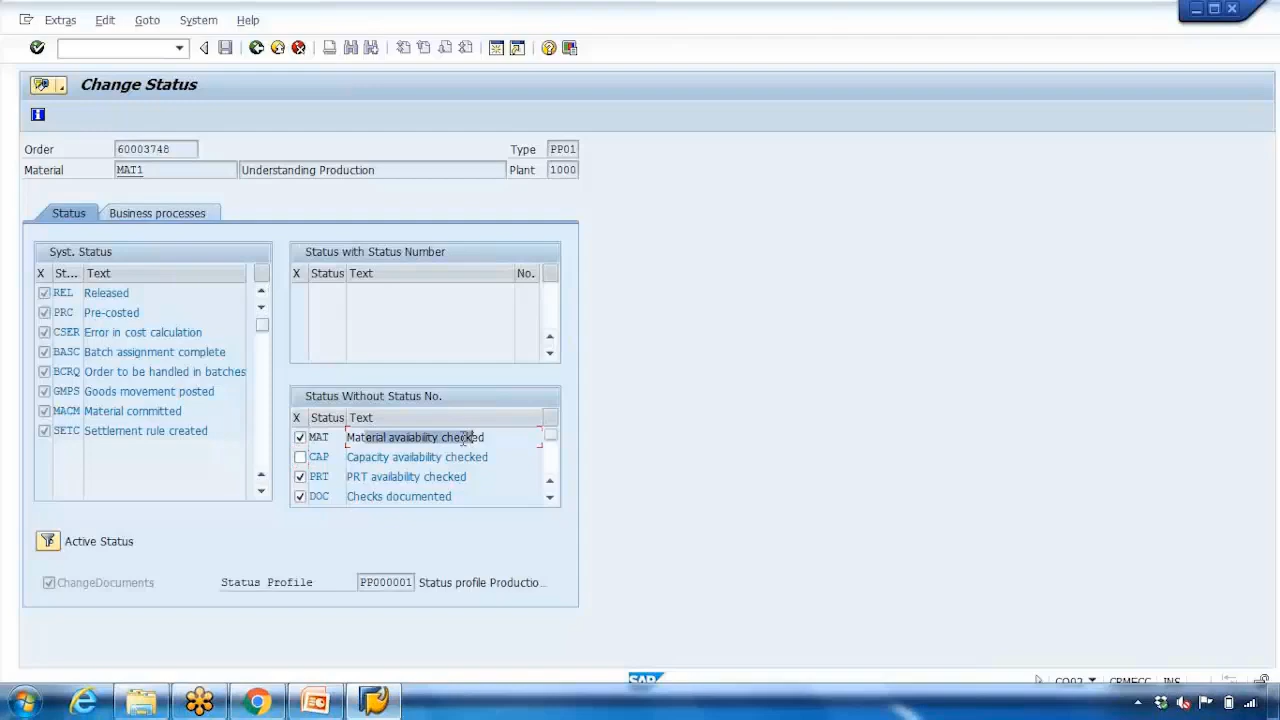 Extras Edit Goto System Help
Change Status
Order 60003748 Type PP01
Material MAT1 Understanding Production Plant 1000
Status Business processes
Syst. Status
X St... Text
REL Released
PRC Pre-costed
CSER Error in cost calculation
BASC Batch assignment complete
BCRQ Order to be handled in batches
GMPS Goods movement posted
MACM Material committed
SETC Settlement rule created
Status with Status Number
X Status Text No.
Status Without Status No.
X Status Text
MAT Material availability checked
CAP Capacity availability checked
PRT PRT availability checked
DOC Checks documented
Active Status
ChangeDocuments Status Profile PP000001 Status profile Productio...
SAP
CO02 CRMECC INS